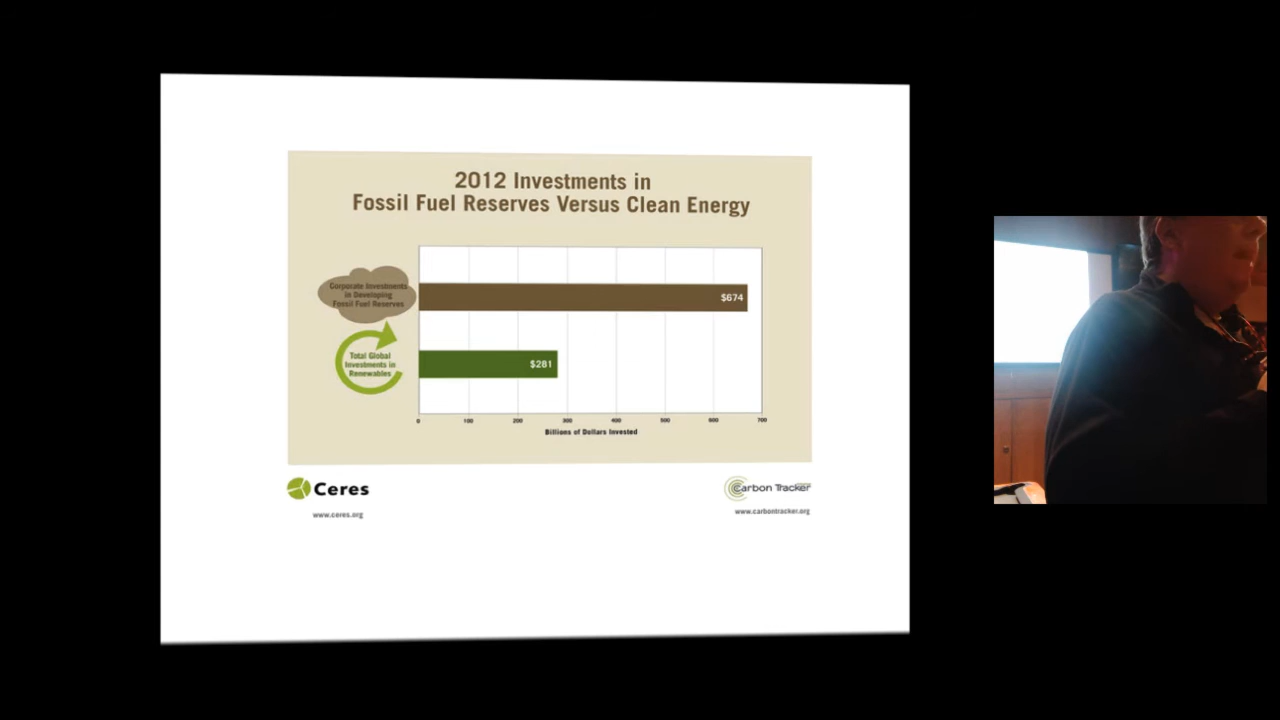 2012 Investments in
Fossil Fuel Reserves Versus Clean Energy
Corporate Investments
in Developing
Fossil Fuel Reserves
$674
Total Global
Investments in
Renewables
$281
0 100 200 300 400 500 600 700
Billions of Dollars Invested
Ceres
www.ceres.org
Carbon Tracker
www.carbontracker.org